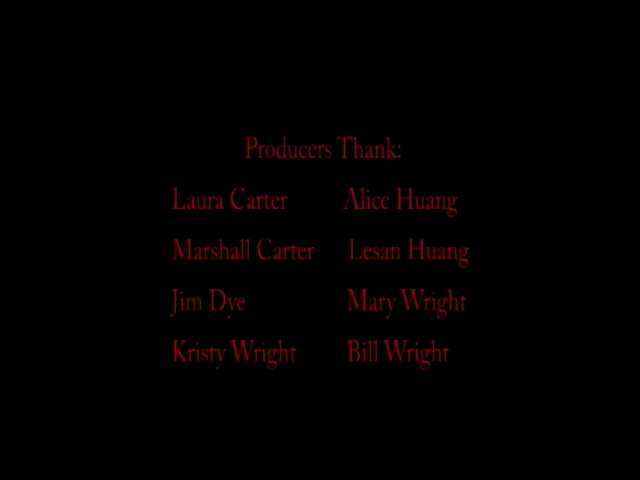 Producers Thank:
Laura Carter Alice Huang
Marshall Carter Lesan Huang
Jim Dye Mary Wright
Kristy Wright Bill Wright